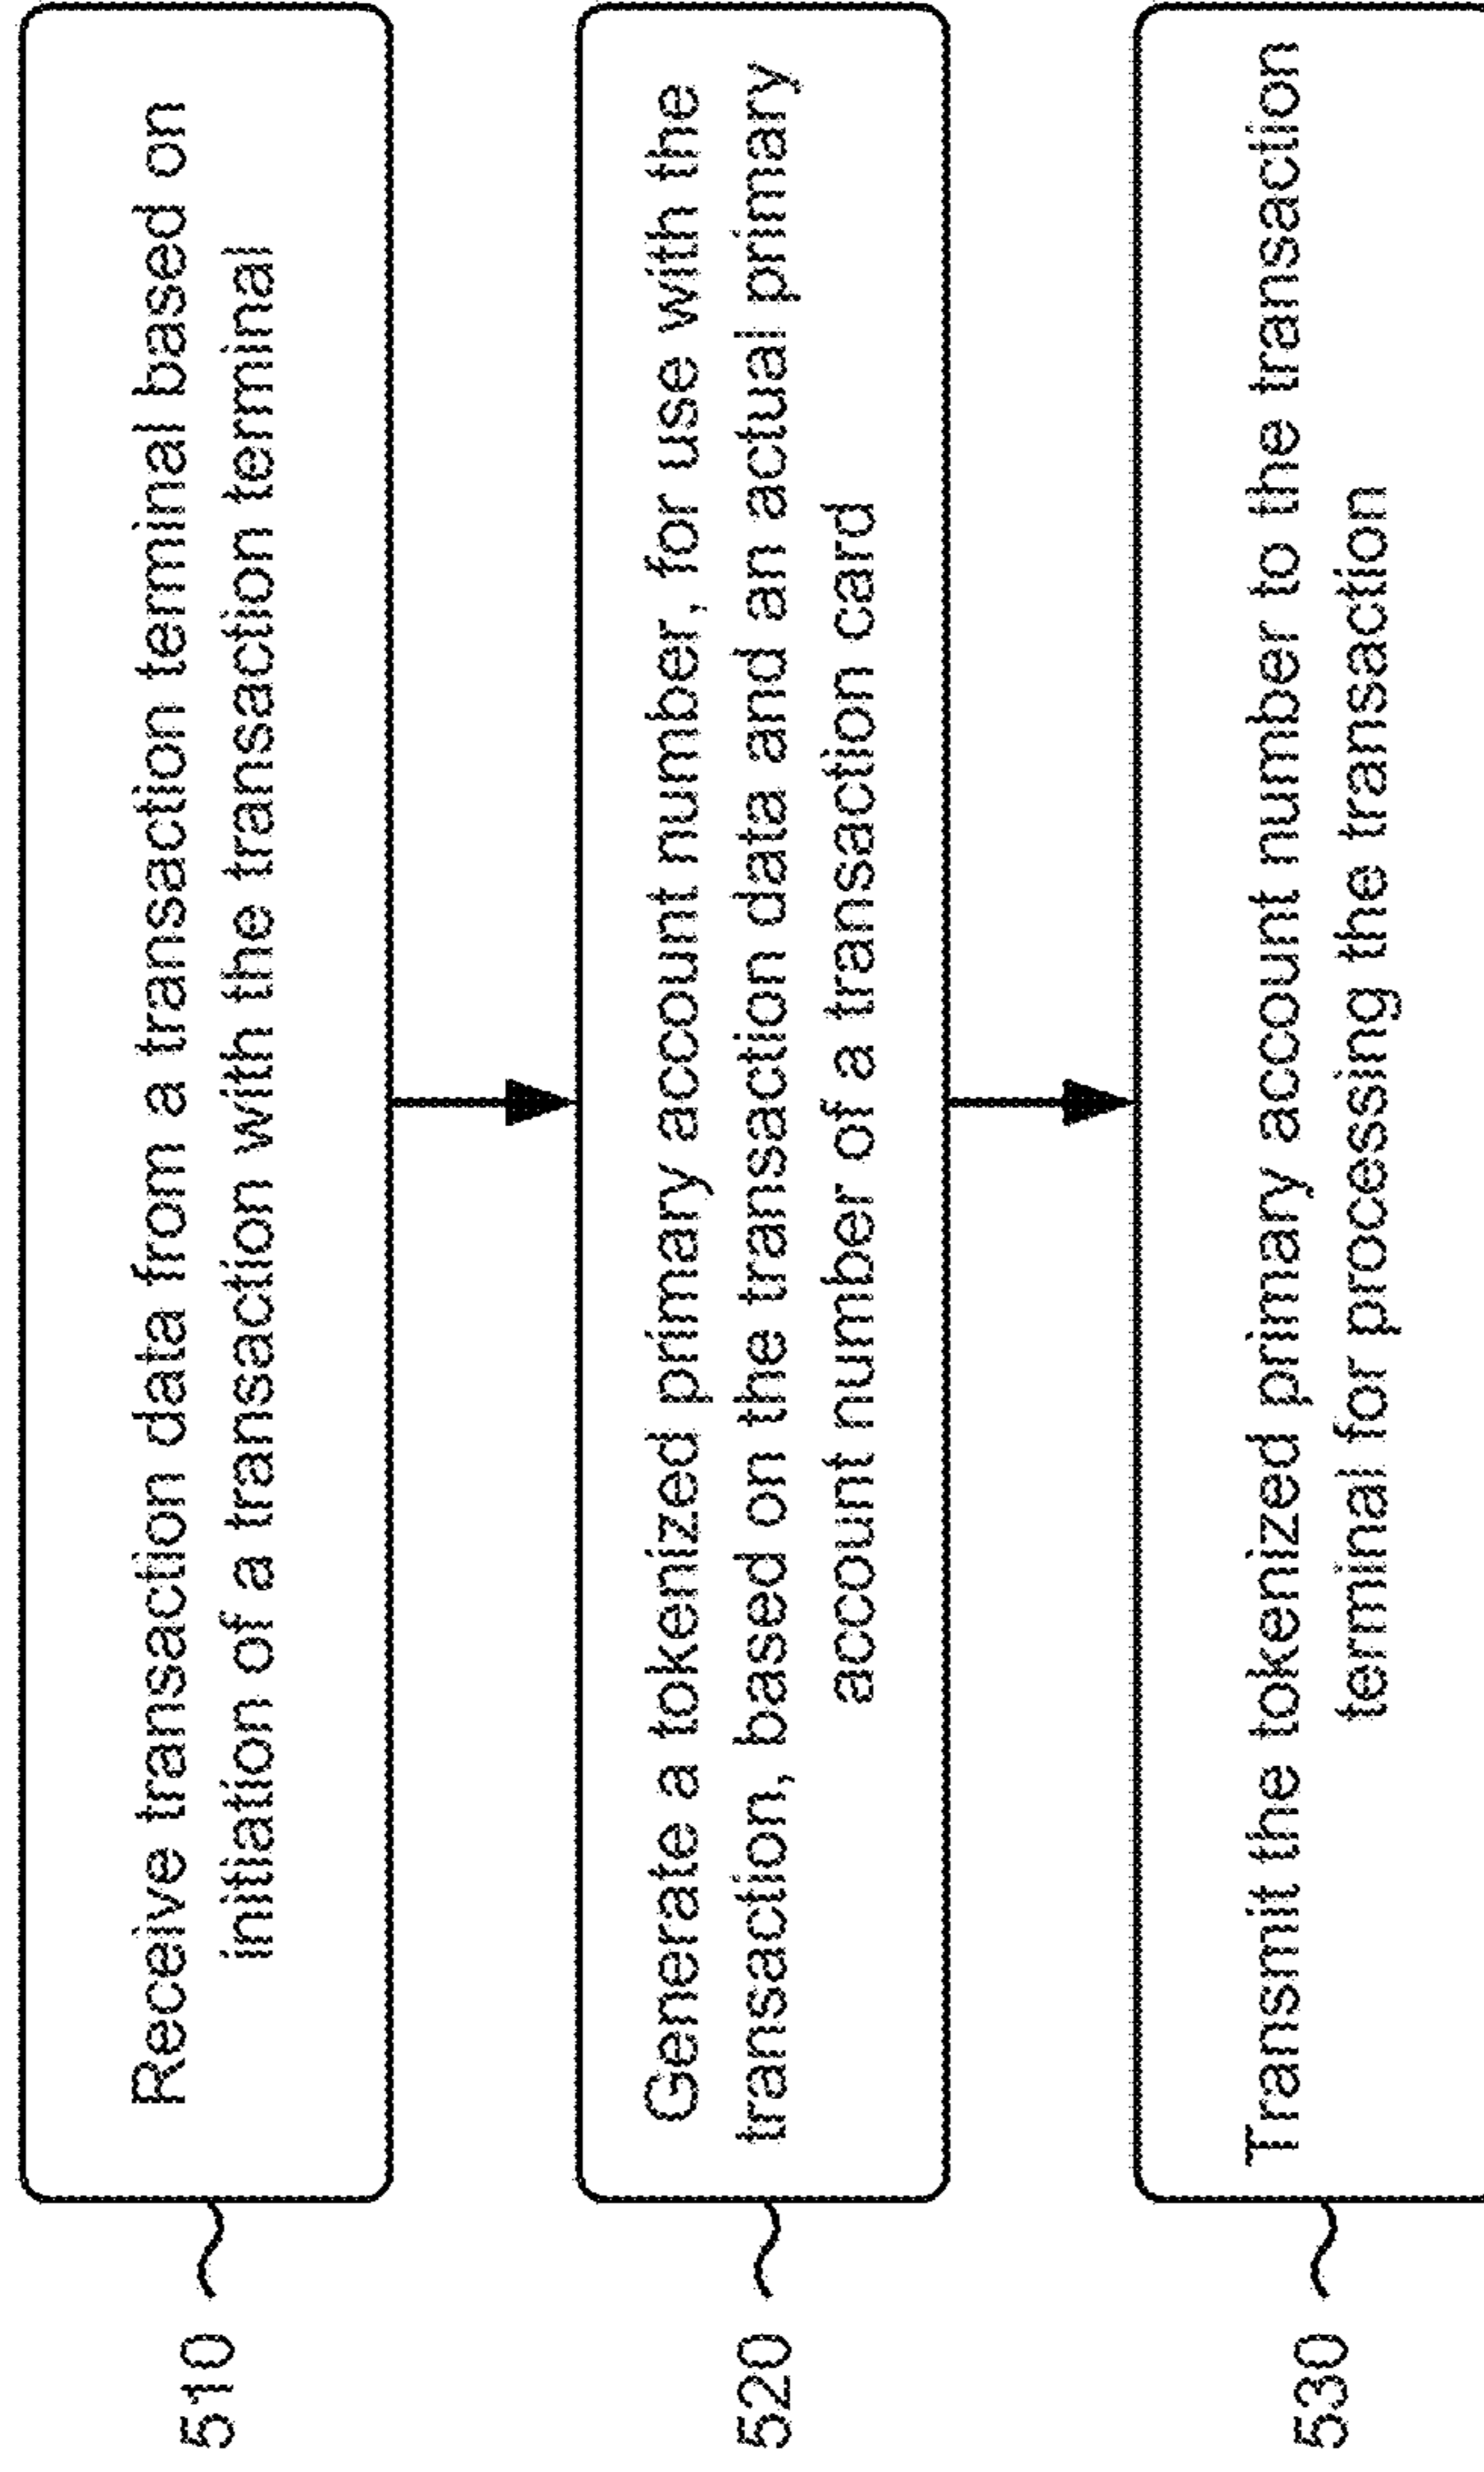 510
Receive transaction data from a transaction terminal based on
initiation of a transaction with the transaction terminal
520
Generate a tokenized primary account number, for use with the
transaction, based on the transaction data and an actual primary
account number of a transaction card
530
Transmit the tokenized primary account number to the transaction
terminal for processing the transaction